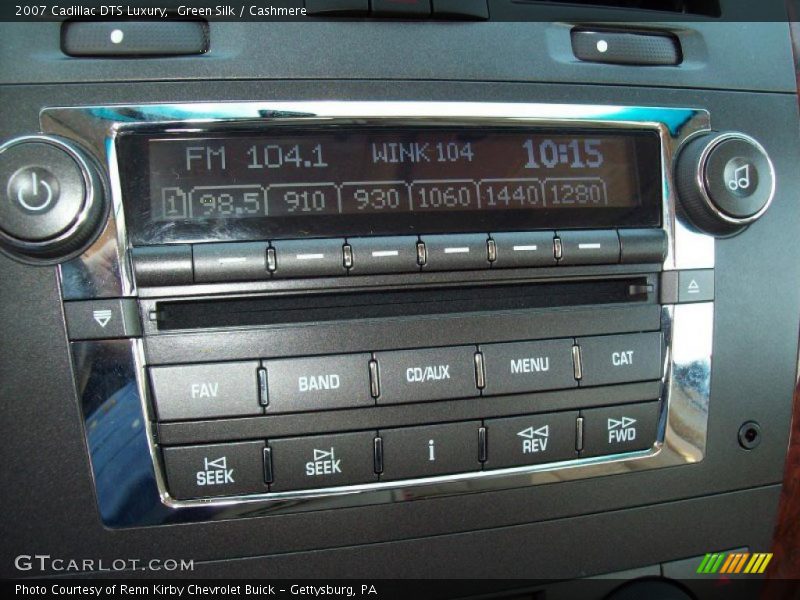 2007 Cadillac DTS Luxury,  Green Silk / Cashmere
FM 104.1 WINK 104 10:15
1 98.5 910 930 1060 1440 1280
FAV BAND CD/AUX MENU CAT
SEEK SEEK i REV FWD
GTCARLOT.COM
Photo Courtesy of Renn Kirby Chevrolet Buick - Gettysburg, PA